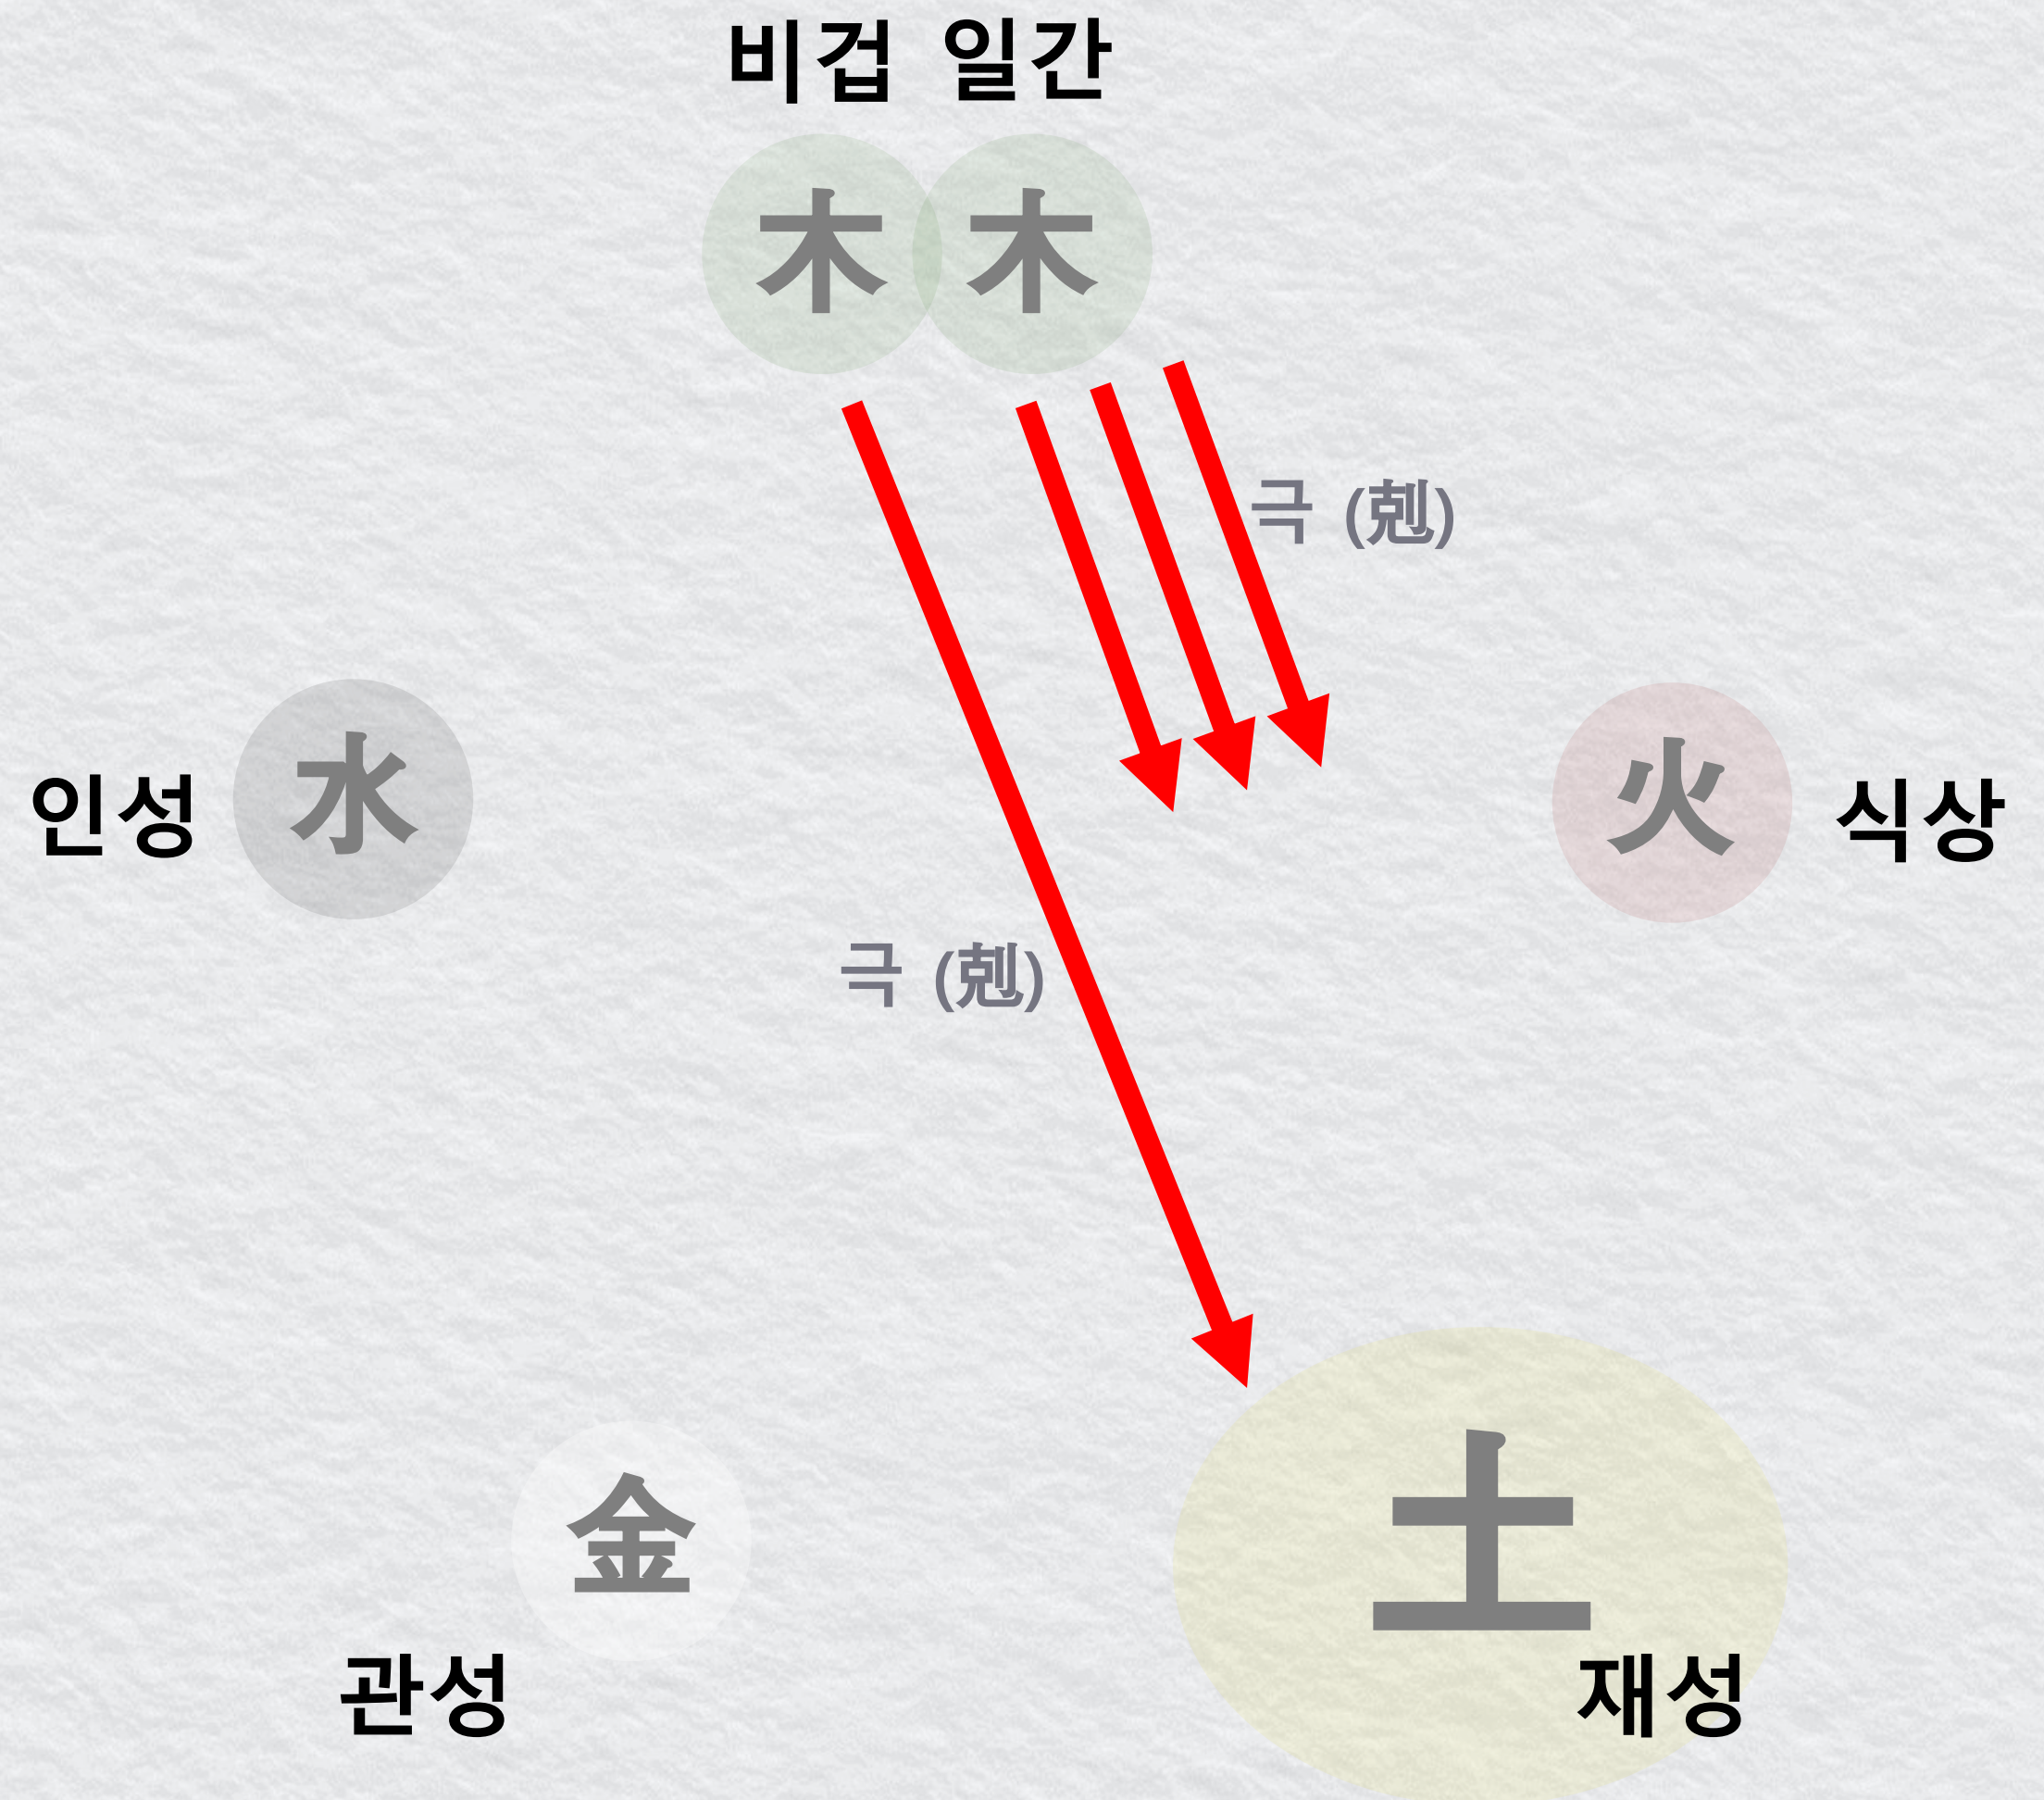 비겁 일간
木 木
극 (剋)
인성 水
火 식상
극 (剋)
金
土
관성
재성